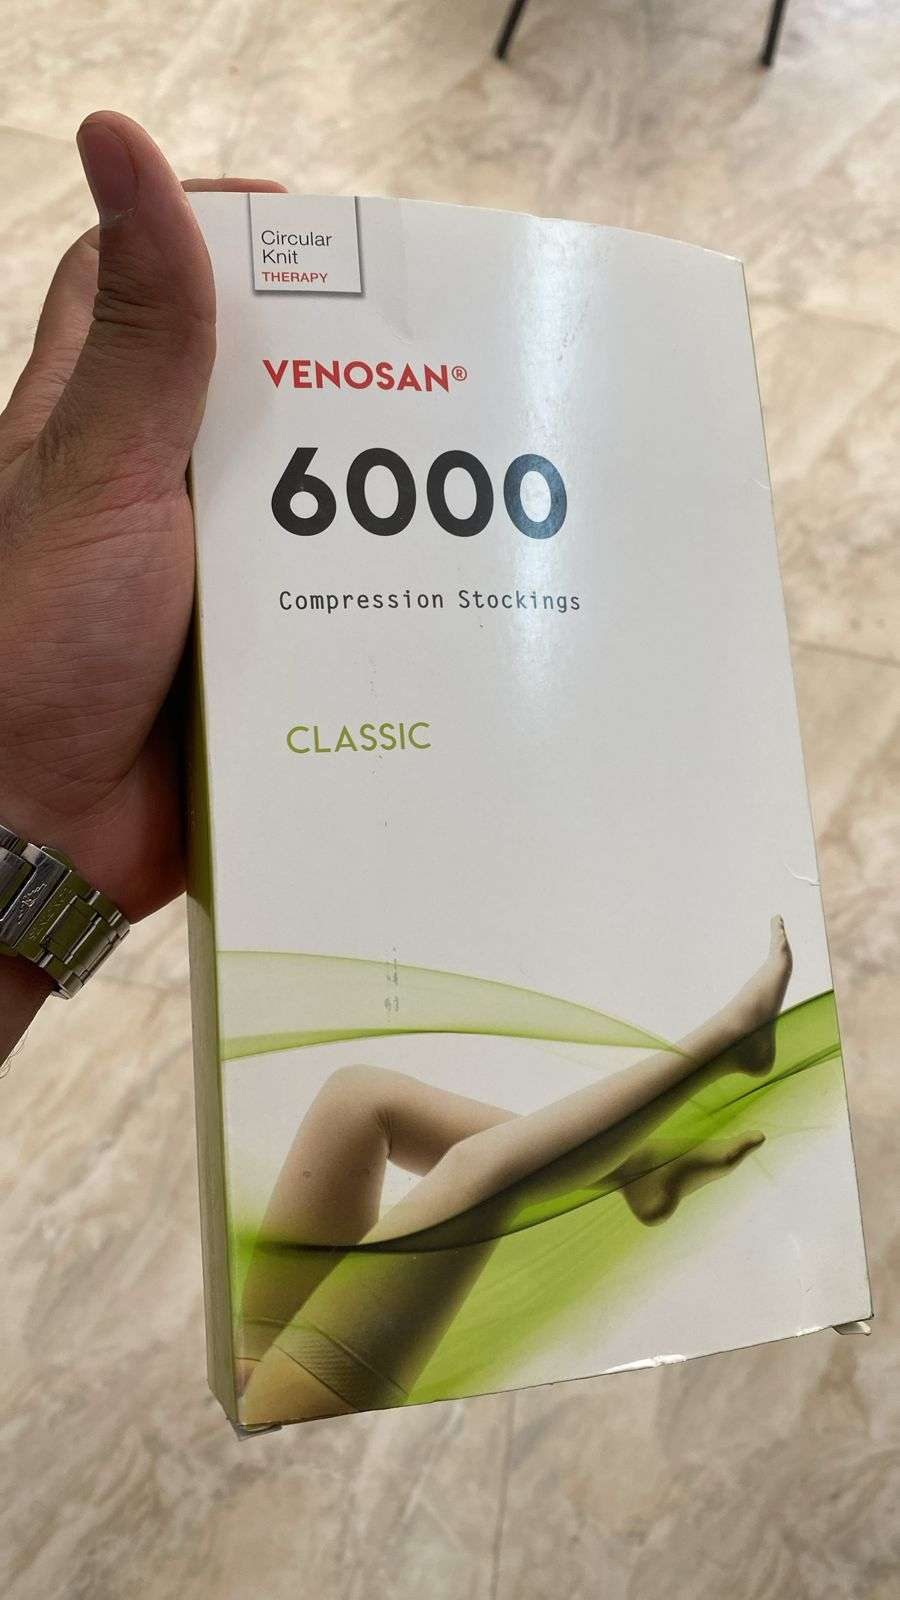 Circular
Knit
THERAPY
VENOSAN®
6000
Compression Stockings
CLASSIC